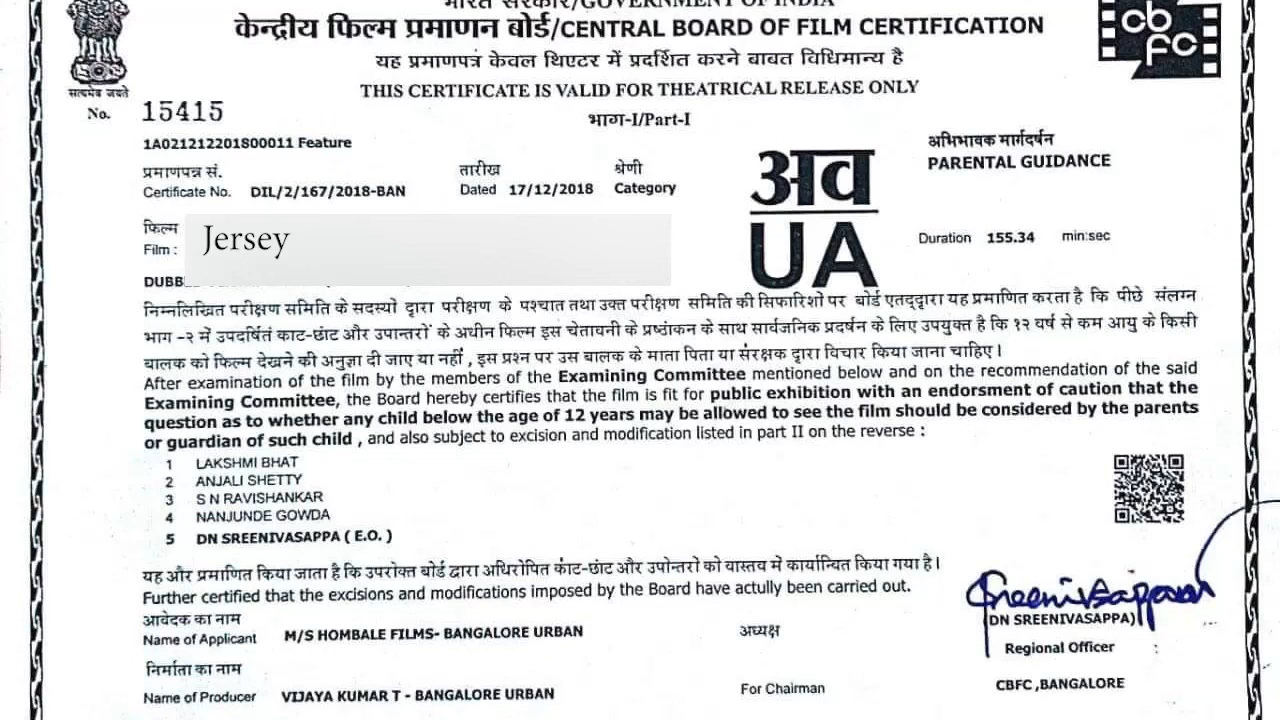 भारत सरकार/GOVERNMENT OF INDIA
केन्द्रीय फिल्म प्रमाणन बोर्ड/CENTRAL BOARD OF FILM CERTIFICATION
cb
fc
यह प्रमाणपत्र केवल थिएटर में प्रदर्शित करने बाबत विधिमान्य है
सत्यमेव जयते
THIS CERTIFICATE IS VALID FOR THEATRICAL RELEASE ONLY
No. 15415
भाग-I/Part-I
1A021212201800011 Feature
अभिभावक मार्गदर्शन
PARENTAL GUIDANCE
प्रमाणपत्र सं. तारीख श्रेणी
Certificate No. DIL/2/167/2018-BAN Dated 17/12/2018 Category
अव
UA
फिल्म
Film : Jersey
Duration 155.34 min:sec
DUBB
निम्नलिखित परीक्षण समिति के सदस्यों द्वारा परीक्षण के पश्चात तथा उक्त परीक्षण समिति की सिफारिशों पर बोर्ड एतद्द्वारा यह प्रमाणित करता है कि पीछे संलग्न
भाग -२ में उपदर्षित काट-छांट और उपान्तरों के अधीन फिल्म इस चेतावनी के प्रष्ठांकन के साथ सार्वजनिक प्रदर्षन के लिए उपयुक्त है कि १२ वर्ष से कम आयु के किसी
बालक को फिल्म देखने की अनुज्ञा दी जाए या नहीं , इस प्रश्न पर उस बालक के माता पिता या संरक्षक द्वारा विचार किया जाना चाहिए ।
After examination of the film by the members of the Examining Committee mentioned below and on the recommendation of the said
Examining Committee, the Board hereby certifies that the film is fit for public exhibition with an endorsment of caution that the
question as to whether any child below the age of 12 years may be allowed to see the film should be considered by the parents
or guardian of such child , and also subject to excision and modification listed in part II on the reverse :
1 LAKSHMI BHAT
2 ANJALI SHETTY
3 S N RAVISHANKAR
4 NANJUNDE GOWDA
5 DN SREENIVASAPPA ( E.O. )
यह और प्रमाणित किया जाता है कि उपरोक्त बोर्ड द्वारा अधिरोपित काट-छांट और उपोन्तरों को वास्तव में कार्यान्वित किया गया है ।
Further certified that the excisions and modifications imposed by the Board have actully been carried out.
आवेदक का नाम
Name of Applicant M/S HOMBALE FILMS- BANGALORE URBAN
अध्यक्ष
(DN SREENIVASAPPA)
Regional Officer
निर्माता का नाम
Name of Producer VIJAYA KUMAR T - BANGALORE URBAN
For Chairman
CBFC ,BANGALORE